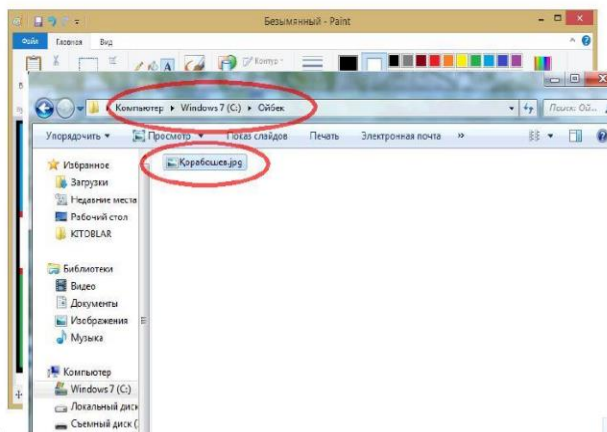 Безымянный - Paint
Файл Главная Вид
Контур
Компьютер ▸ Windows 7 (C:) ▸ Ойбек
Поиск: Ой...
Упорядочить Просмотр Показ слайдов Печать Электронная почта »
Қорабошев.jpg
Избранное
Загрузки
Недавние места
Рабочий стол
KITOBLAR
Библиотеки
Видео
Документы
Изображения
Музыка
Компьютер
Windows 7 (C:)
Локальный диск
Съемный диск (